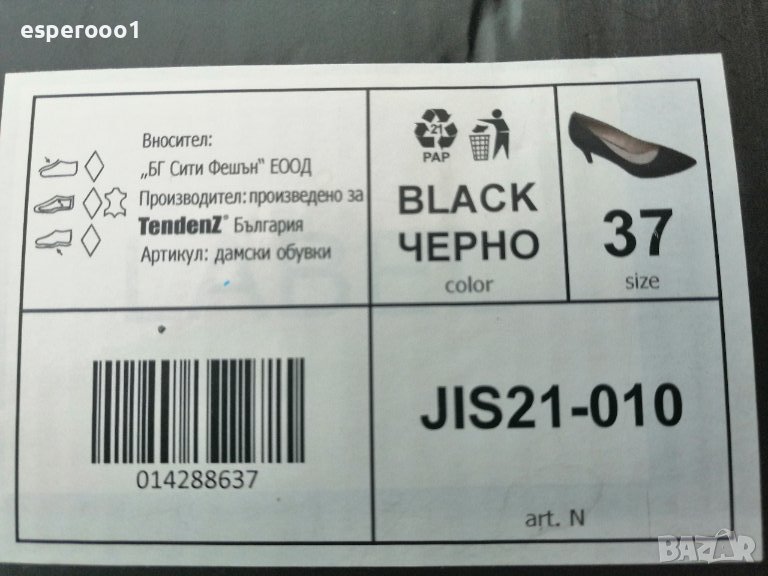 esperooo1
Вносител:
„БГ Сити Фешън“ ЕООД
Производител: произведено за
TendenZ® България
Артикул: дамски обувки
21
PAP
BLACK
ЧЕРНО
color
37
size
014288637
JIS21-010
art. N
BAZAR